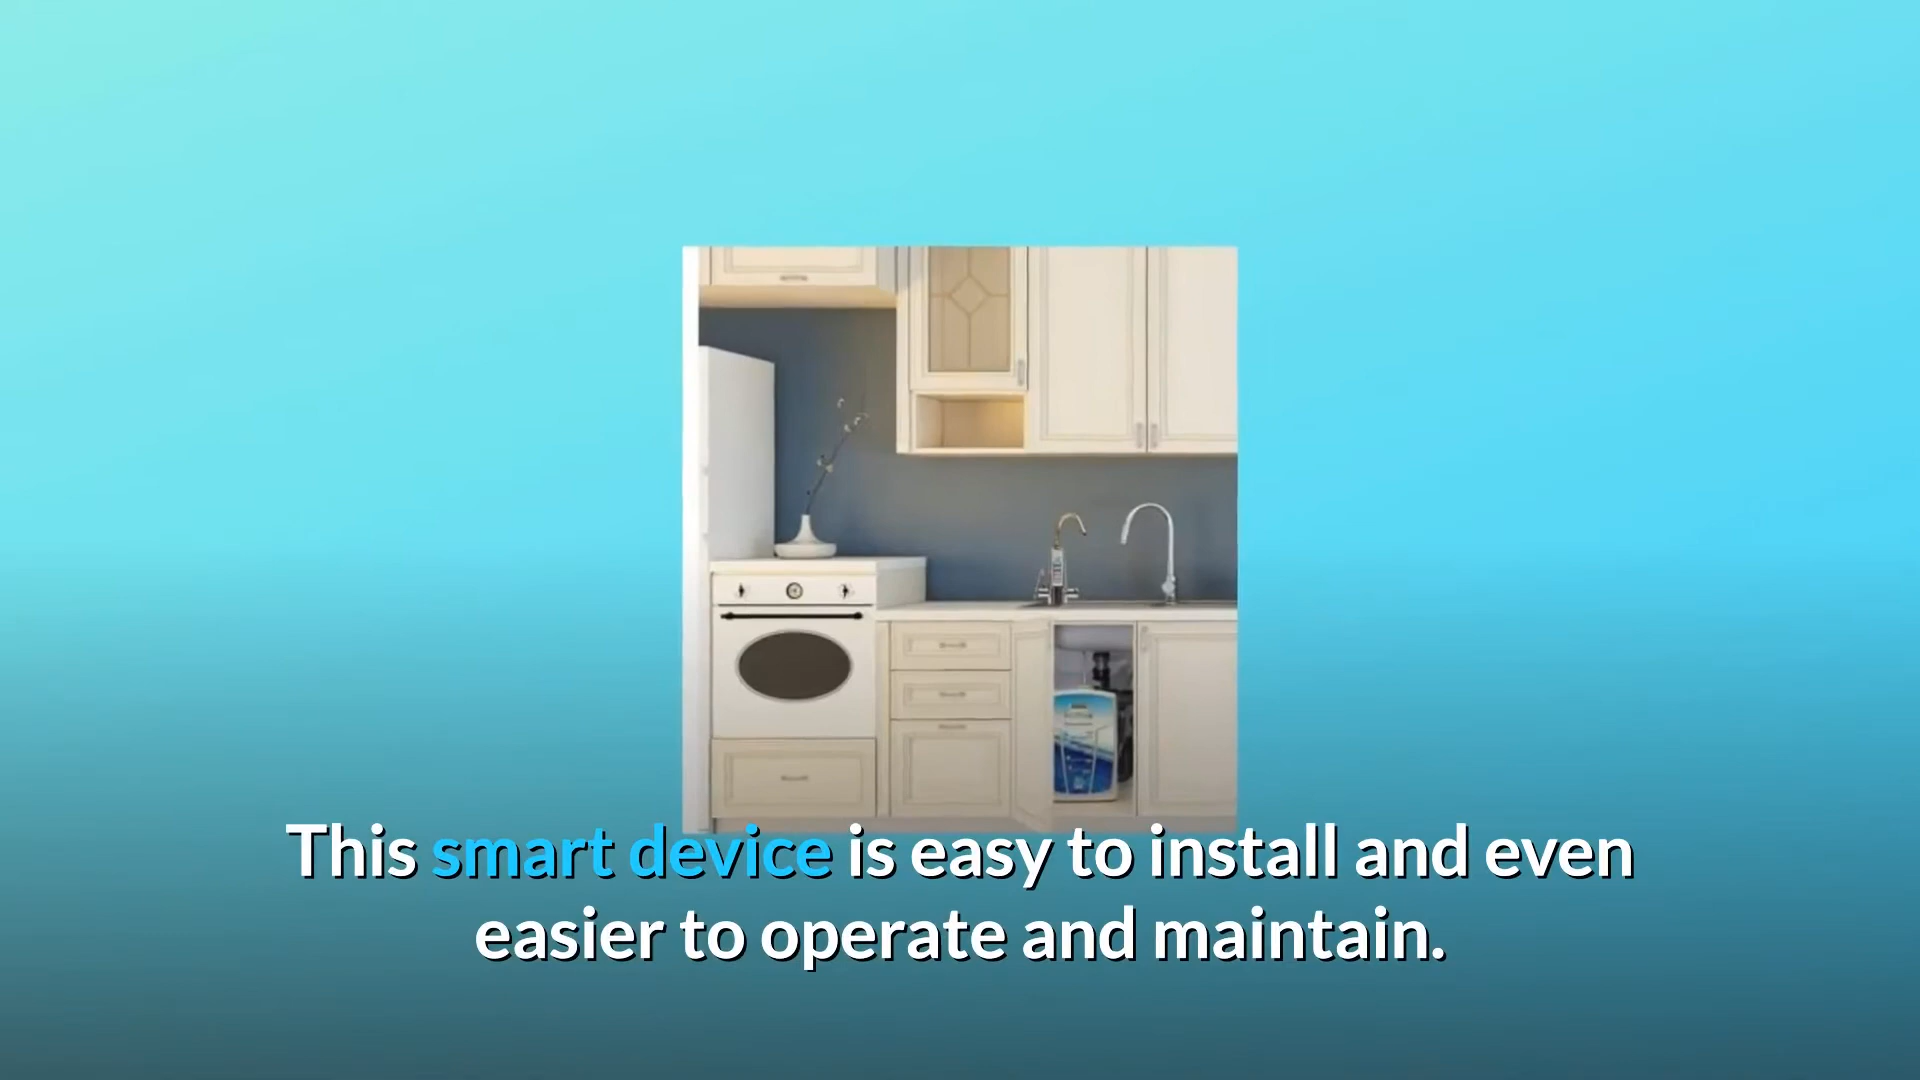 This smart device is easy to install and even
easier to operate and maintain.